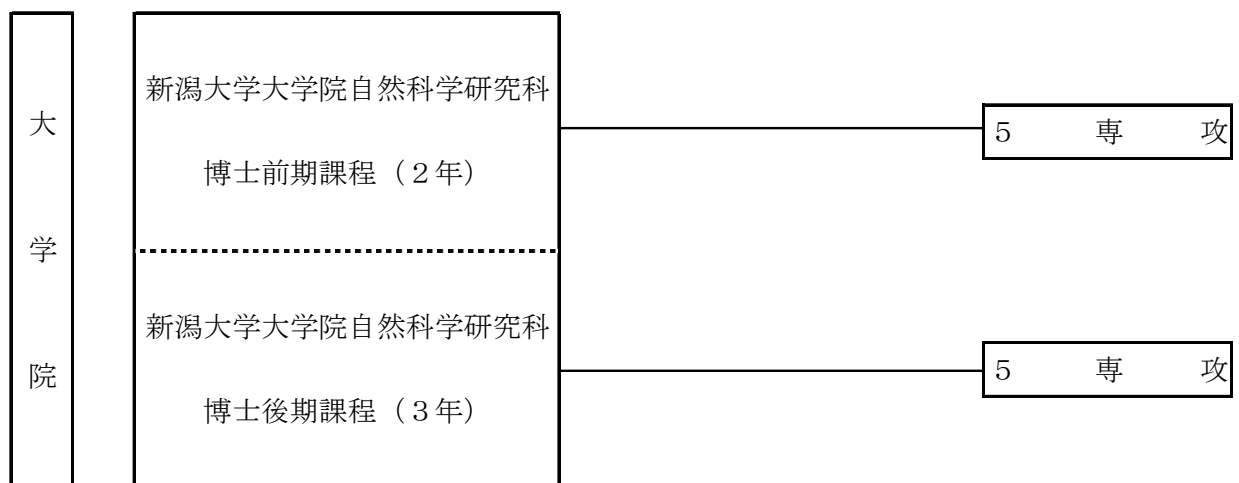 大学院
新潟大学大学院自然科学研究科
博士前期課程（２年）
５専攻
新潟大学大学院自然科学研究科
博士後期課程（３年）
５専攻